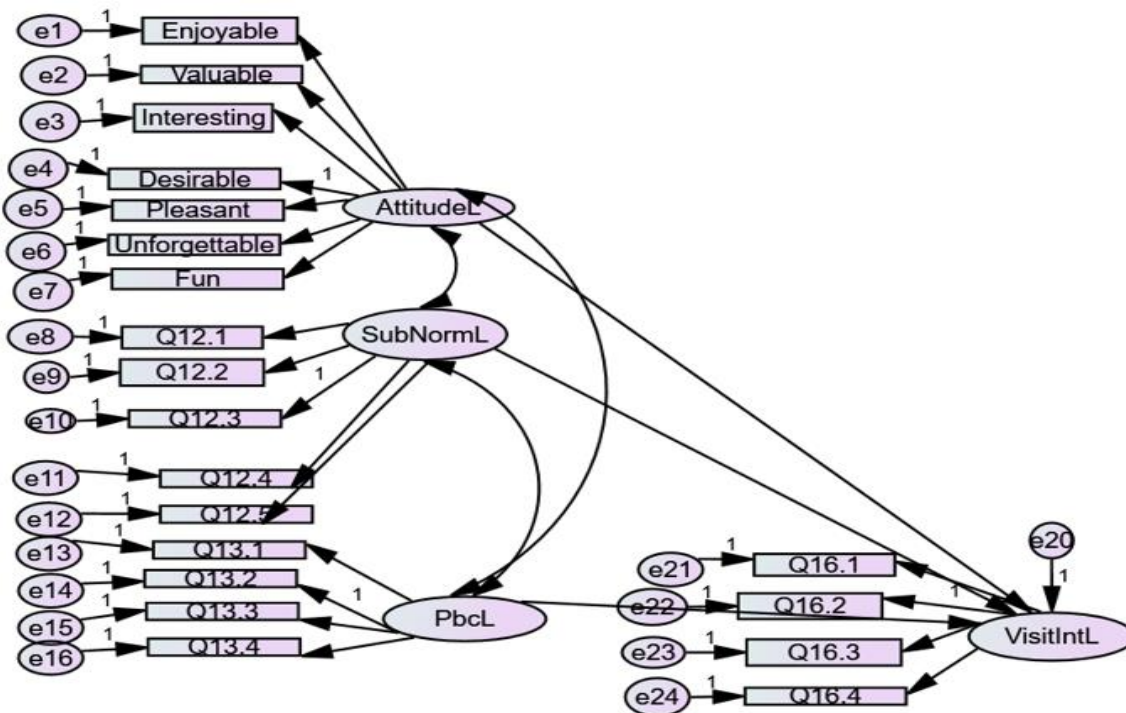 e1 1 Enjoyable
e2 1 Valuable
e3 1 Interesting
e4 1 Desirable 1
e5 1 Pleasant
AttitudeL
e6 1 Unforgettable
e7 1 Fun
e8 1 Q12.1
SubNormL
e9 1 Q12.2 1
e10 1 Q12.3
e11 1 Q12.4
e12 1 Q12.5
e13 1 Q13.1
e14 1 Q13.2 1
e15 1 Q13.3
PbcL
e16 1 Q13.4
e20 1
e21 1 Q16.1
e22 1 Q16.2 1
VisitIntL
e23 1 Q16.3
e24 1 Q16.4